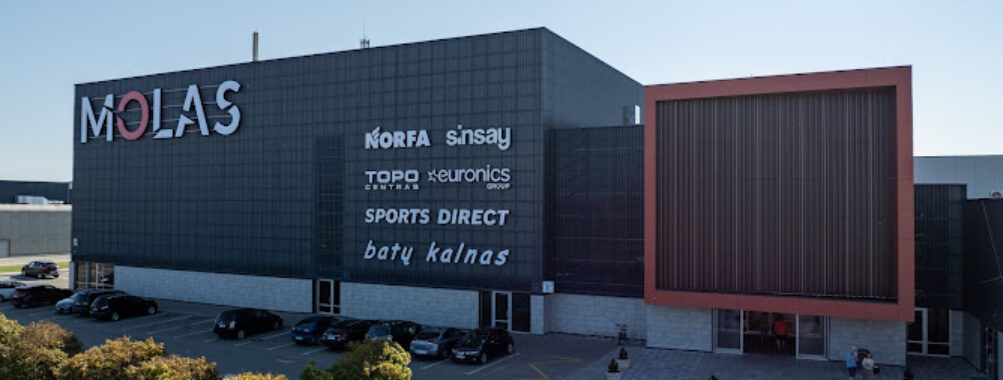 MOLAS
NORFA sinsay
TOPO CENTRAS euronics GROUP
SPORTS DIRECT
batų kalnas